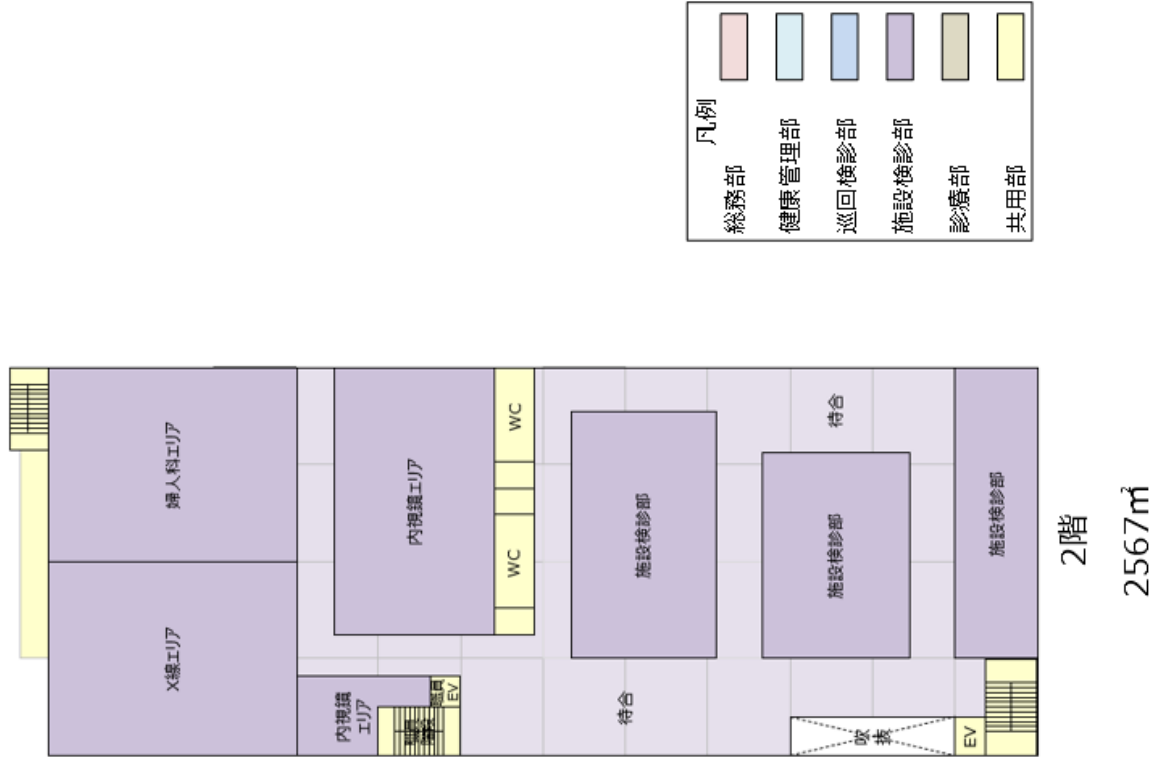 X線エリア
婦人科エリア
内視鏡
エリア
職員
EV
内視鏡エリア
WC
WC
待合
施設検診部
施設検診部
待合
吹
抜
EV
施設検診部
2階
2567㎡
凡例
総務部
健康管理部
巡回検診部
施設検診部
診療部
共用部